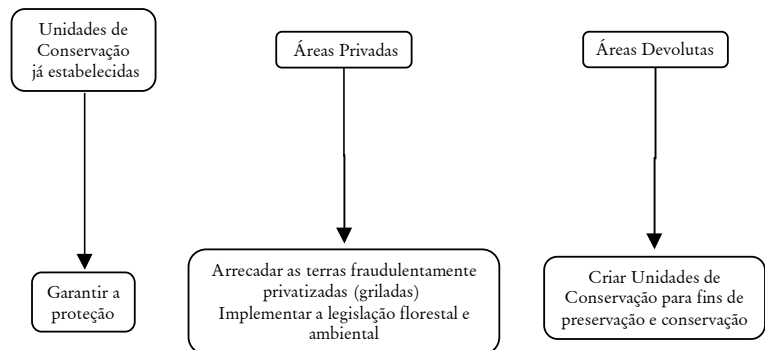 Unidades de
Conservação
já estabelecidas
Áreas Privadas
Áreas Devolutas
Garantir a
proteção
Arrecadar as terras fraudulentamente
privatizadas (griladas)
Implementar a legislação florestal e
ambiental
Criar Unidades de
Conservação para fins de
preservação e conservação